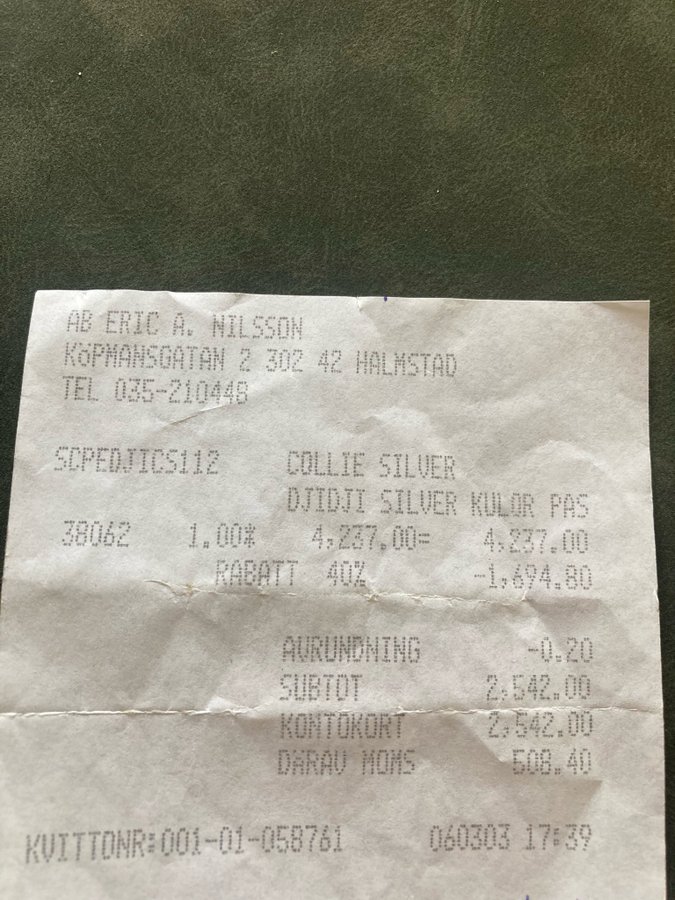 AB ERIC A. NILSSON
KöPMANSGATAN 2 302 42 HALMSTAD
TEL 035-210448
SCPEDJICS112 COLLIE SILVER
DJIDJI SILVER KULOR PAS
38062 1.00* 4,237.00= 4,237.00
RABATT 40% -1,694.80
AVRUNDNING -0.20
SUBTOT 2,542.00
KONTOKORT 2,542.00
DäRAV MOMS 508.40
KVITTONR:001-01-058761 060303 17:39